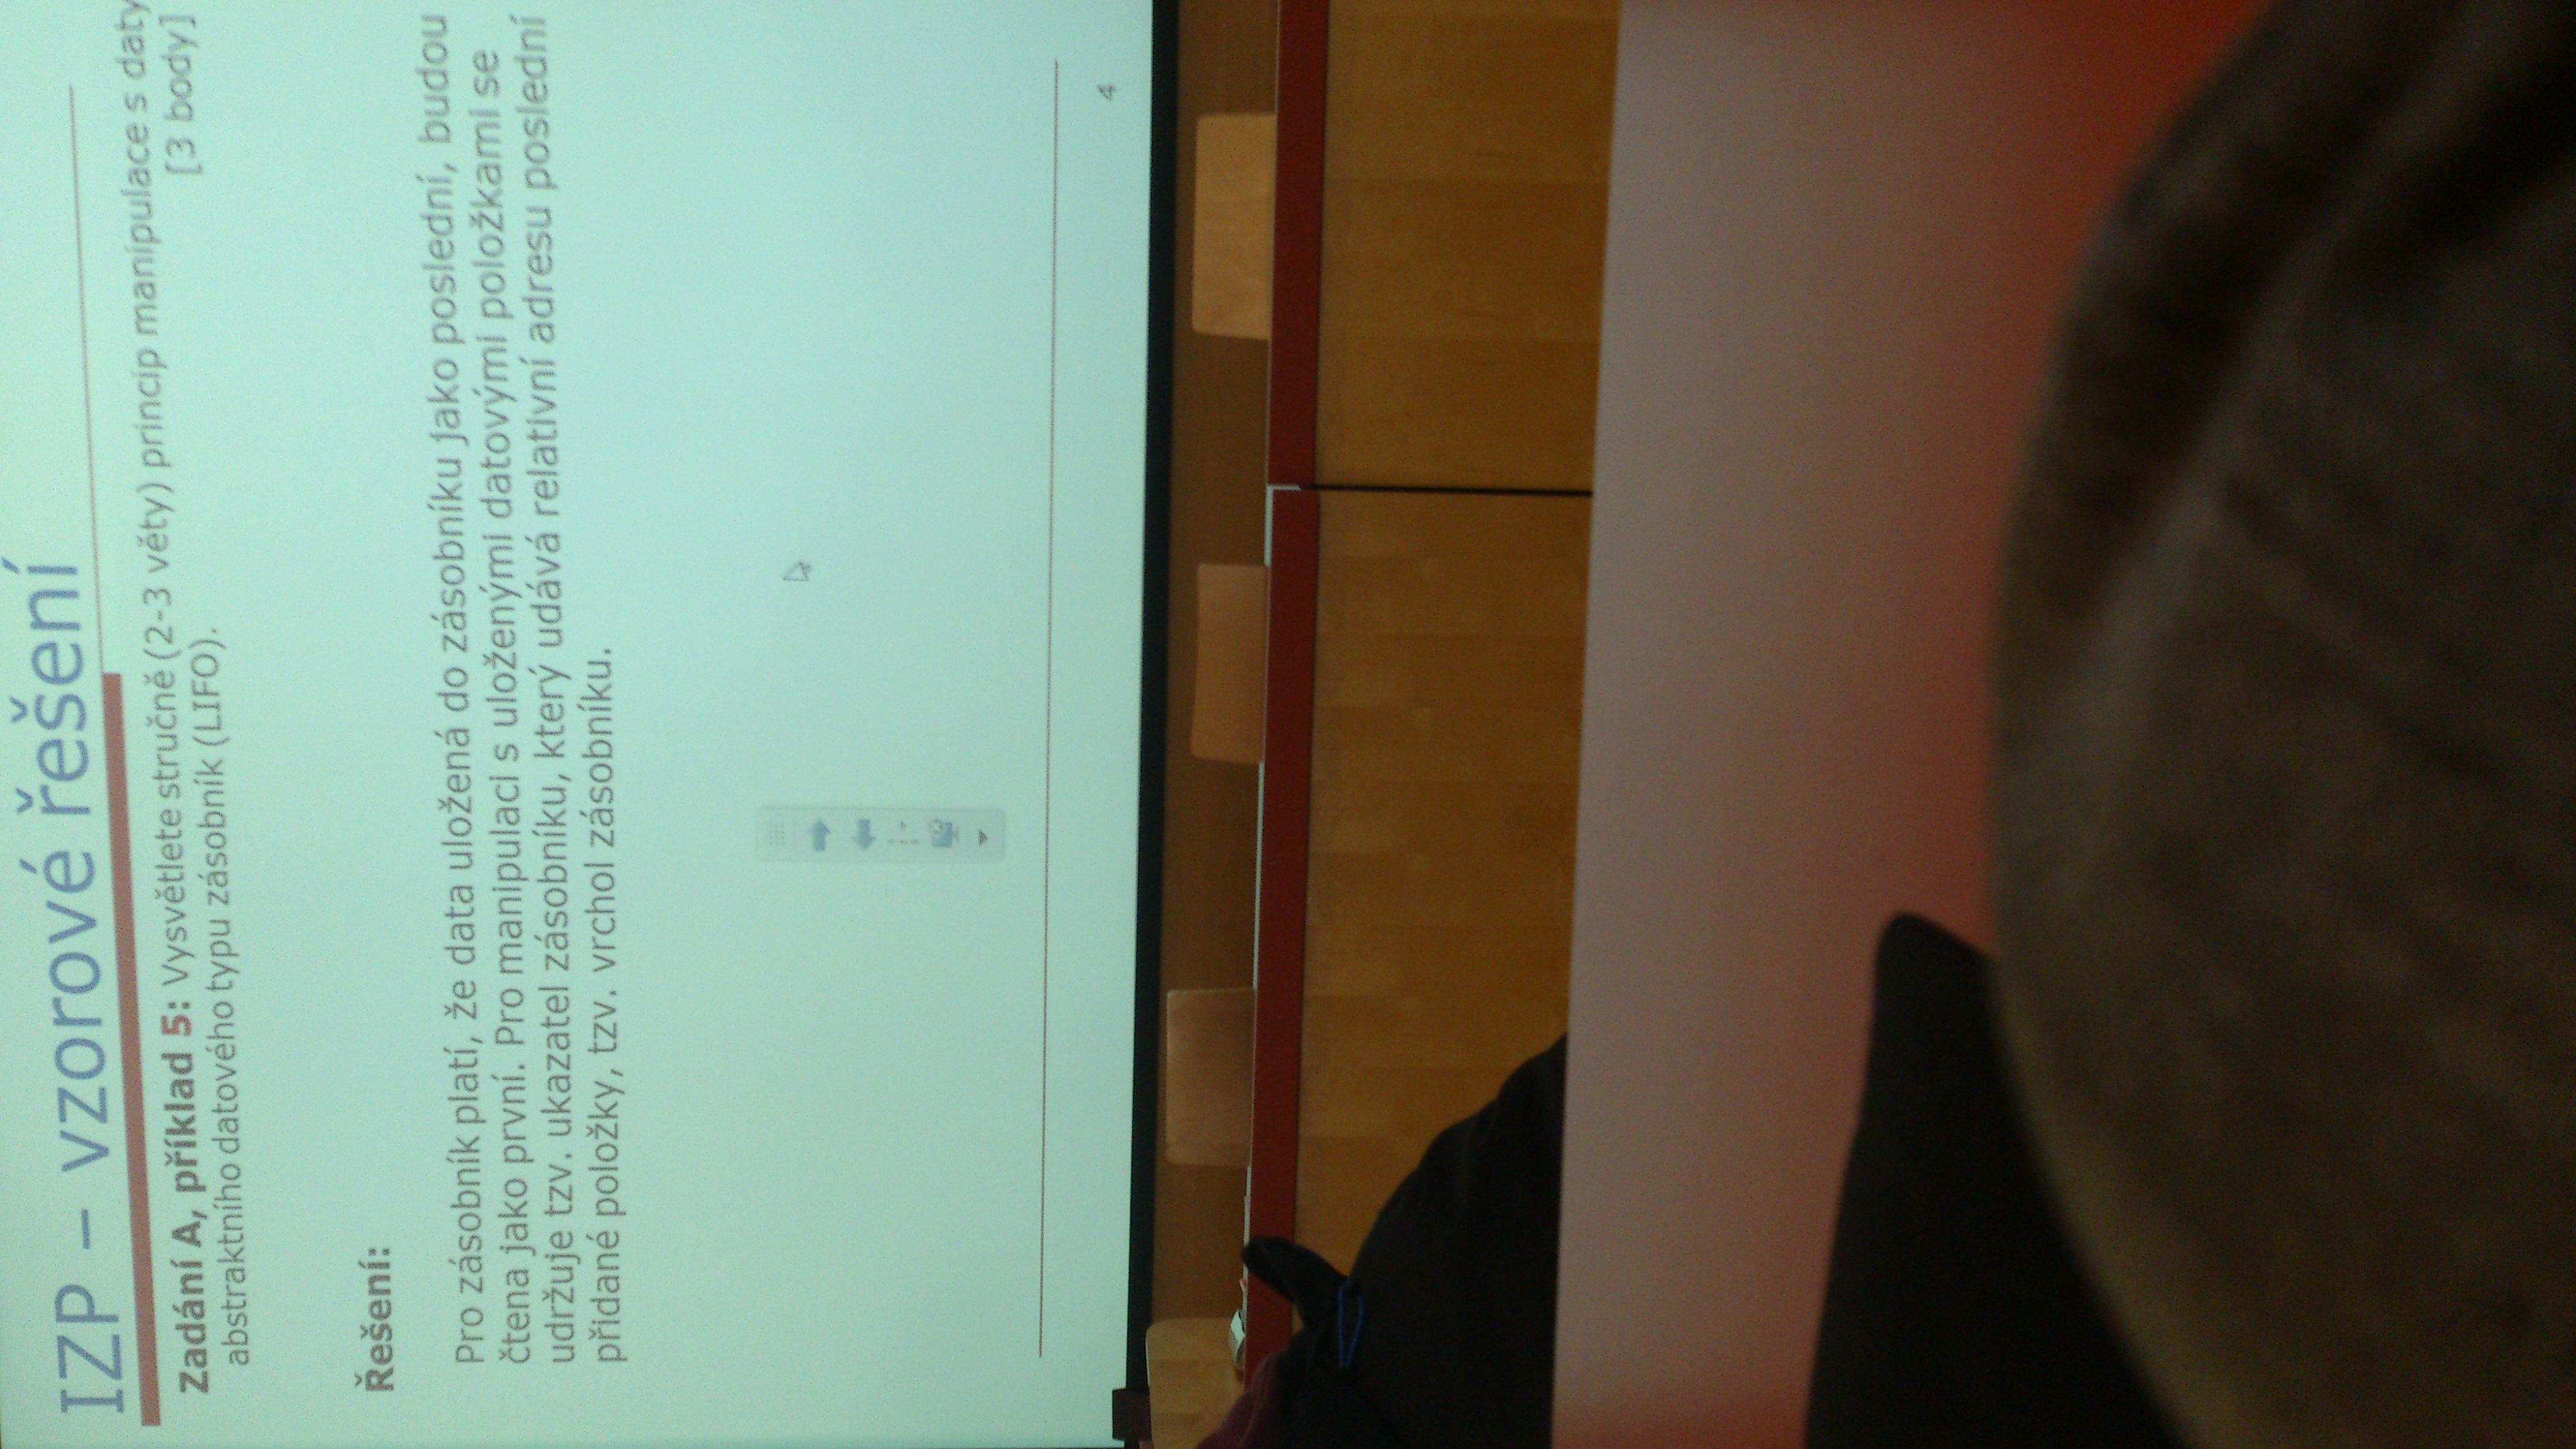 IZP – vzorové řešení
Zadání A, příklad 5: Vysvětlete stručně (2-3 věty) princip manipulace s daty
abstraktního datového typu zásobník (LIFO).
[3 body]
Řešení:
Pro zásobník platí, že data uložená do zásobníku jako poslední, budou
čtena jako první. Pro manipulaci s uloženými datovými položkami se
udržuje tzv. ukazatel zásobníku, který udává relativní adresu poslední
přidané položky, tzv. vrchol zásobníku.
4